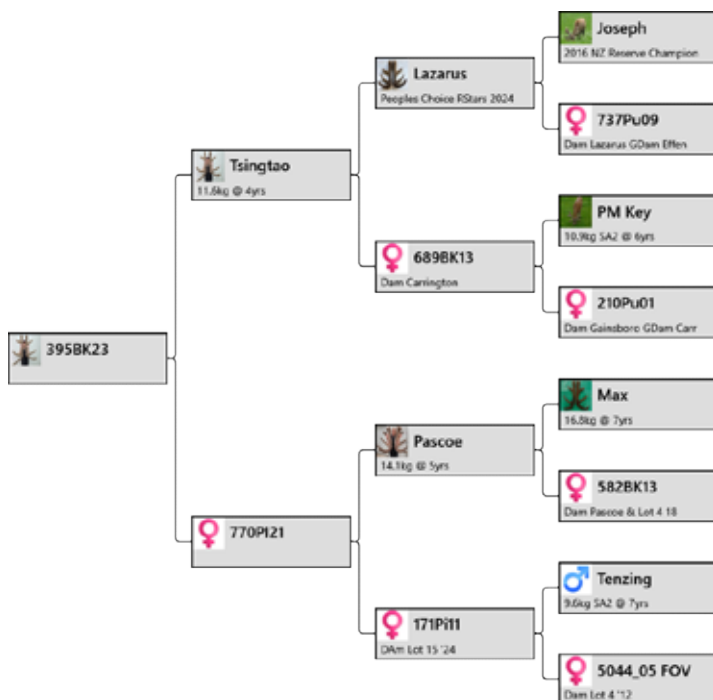 Joseph
2016 NZ Reserve Champion
Lazarus
Peoples Choice RStars 2024
737Pu09
Dam Lazarus GDam Effen
Tsingtao
11.6kg @ 4yrs
PM Key
10.9kg SA2 @ 6yrs
689BK13
Dam Carrington
210Pu01
Dam Gainsboro GDam Carr
395BK23
Max
16.8kg @ 7yrs
Pascoe
14.1kg @ 5yrs
582BK13
Dam Pascoe & Lot 4 18
770PI21
Tenzing
9.6kg SA2 @ 7yrs
171Pi11
DAm Lot 15 '24
5044_05 FOV
Dam Lot 4 '12